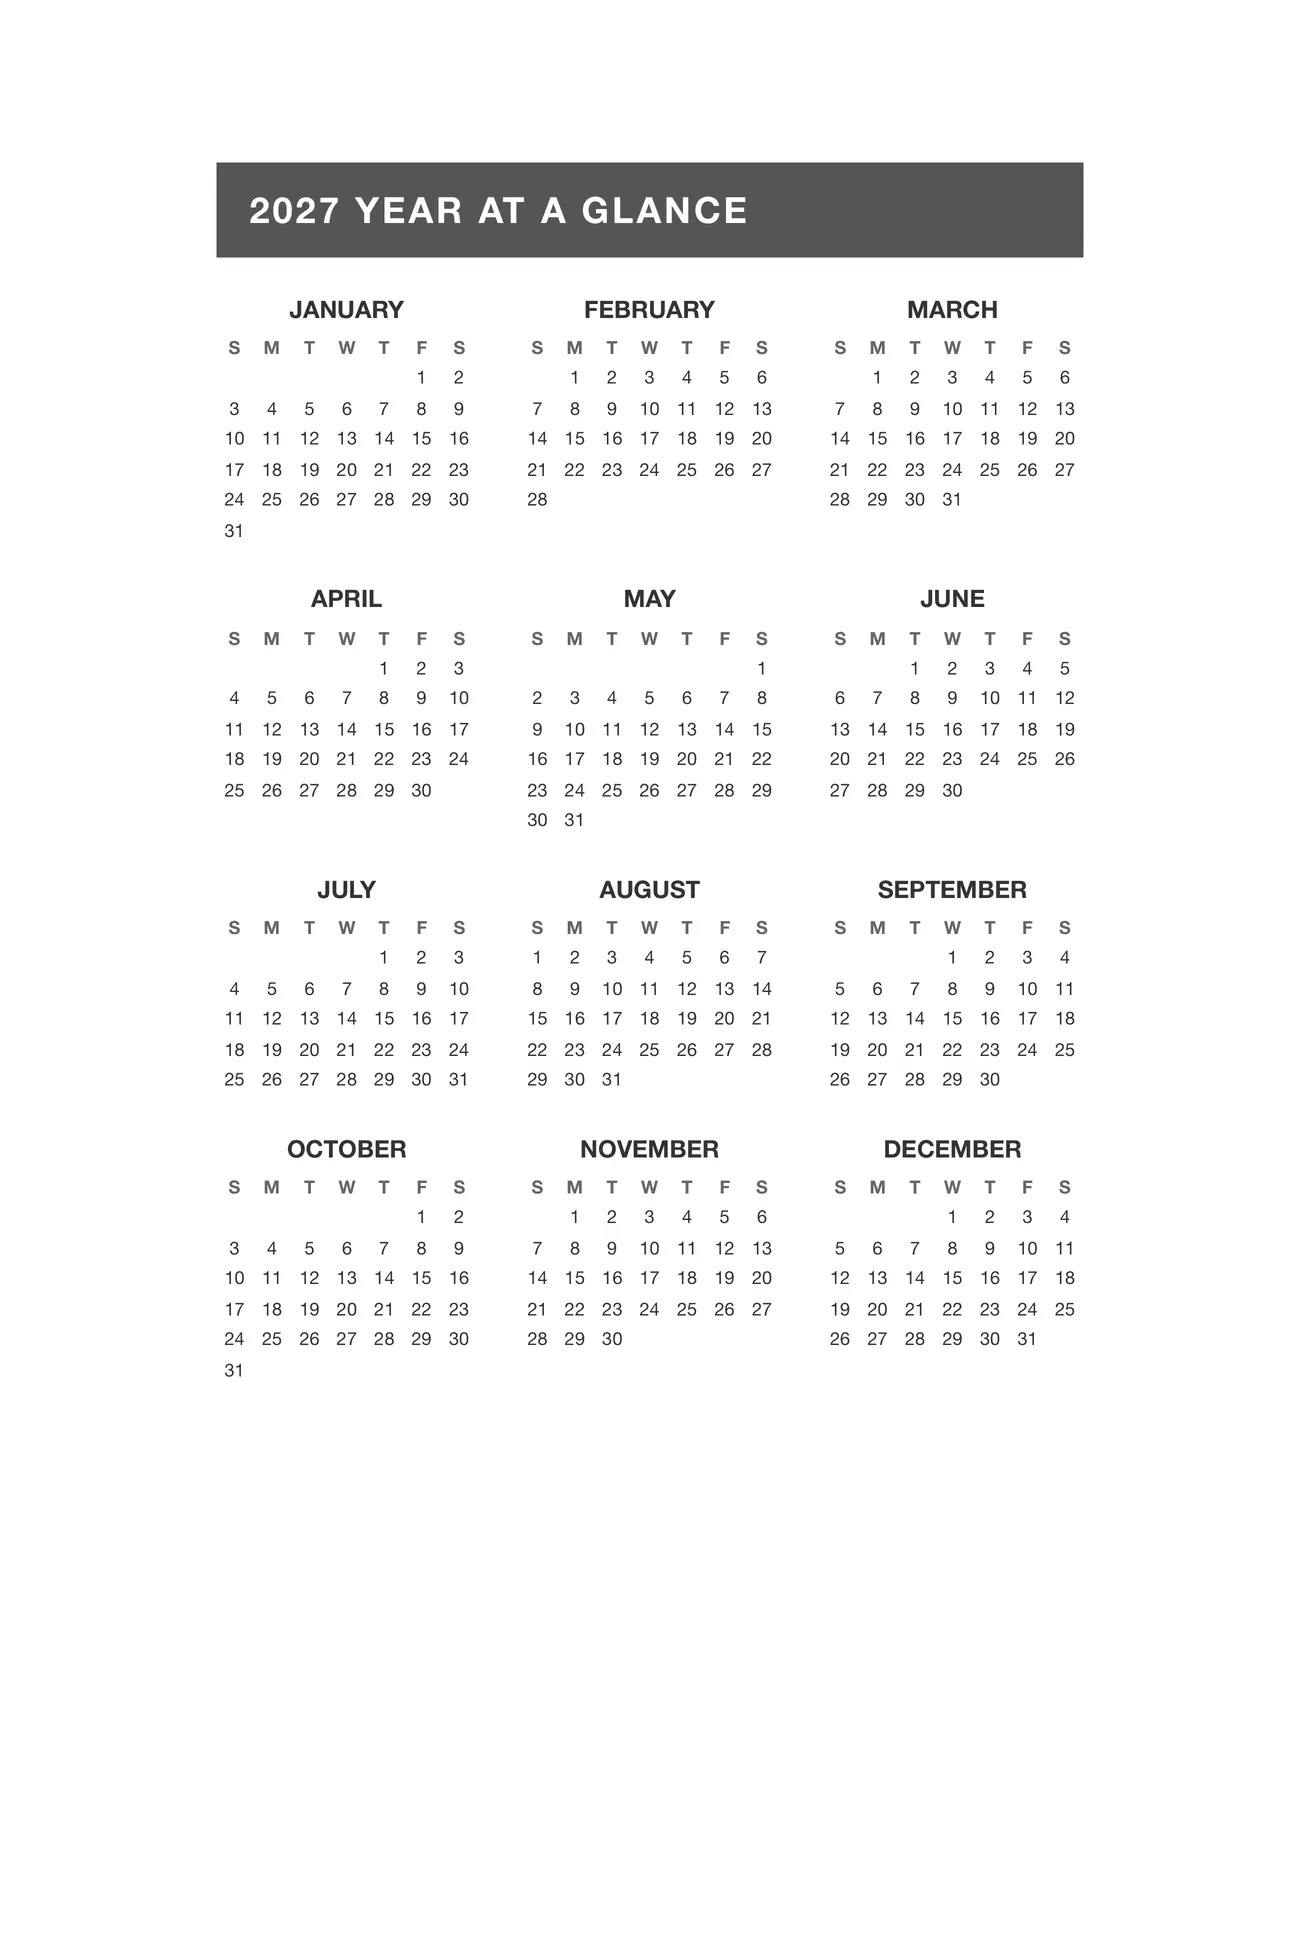 2027 YEAR AT A GLANCE
JANUARY
S M T W T F S
1 2
3 4 5 6 7 8 9
10 11 12 13 14 15 16
17 18 19 20 21 22 23
24 25 26 27 28 29 30
31
FEBRUARY
S M T W T F S
1 2 3 4 5 6
7 8 9 10 11 12 13
14 15 16 17 18 19 20
21 22 23 24 25 26 27
28
MARCH
S M T W T F S
1 2 3 4 5 6
7 8 9 10 11 12 13
14 15 16 17 18 19 20
21 22 23 24 25 26 27
28 29 30 31
APRIL
S M T W T F S
1 2 3
4 5 6 7 8 9 10
11 12 13 14 15 16 17
18 19 20 21 22 23 24
25 26 27 28 29 30
MAY
S M T W T F S
1
2 3 4 5 6 7 8
9 10 11 12 13 14 15
16 17 18 19 20 21 22
23 24 25 26 27 28 29
30 31
JUNE
S M T W T F S
1 2 3 4 5
6 7 8 9 10 11 12
13 14 15 16 17 18 19
20 21 22 23 24 25 26
27 28 29 30
JULY
S M T W T F S
1 2 3
4 5 6 7 8 9 10
11 12 13 14 15 16 17
18 19 20 21 22 23 24
25 26 27 28 29 30 31
AUGUST
S M T W T F S
1 2 3 4 5 6 7
8 9 10 11 12 13 14
15 16 17 18 19 20 21
22 23 24 25 26 27 28
29 30 31
SEPTEMBER
S M T W T F S
1 2 3 4
5 6 7 8 9 10 11
12 13 14 15 16 17 18
19 20 21 22 23 24 25
26 27 28 29 30
OCTOBER
S M T W T F S
1 2
3 4 5 6 7 8 9
10 11 12 13 14 15 16
17 18 19 20 21 22 23
24 25 26 27 28 29 30
31
NOVEMBER
S M T W T F S
1 2 3 4 5 6
7 8 9 10 11 12 13
14 15 16 17 18 19 20
21 22 23 24 25 26 27
28 29 30
DECEMBER
S M T W T F S
1 2 3 4
5 6 7 8 9 10 11
12 13 14 15 16 17 18
19 20 21 22 23 24 25
26 27 28 29 30 31